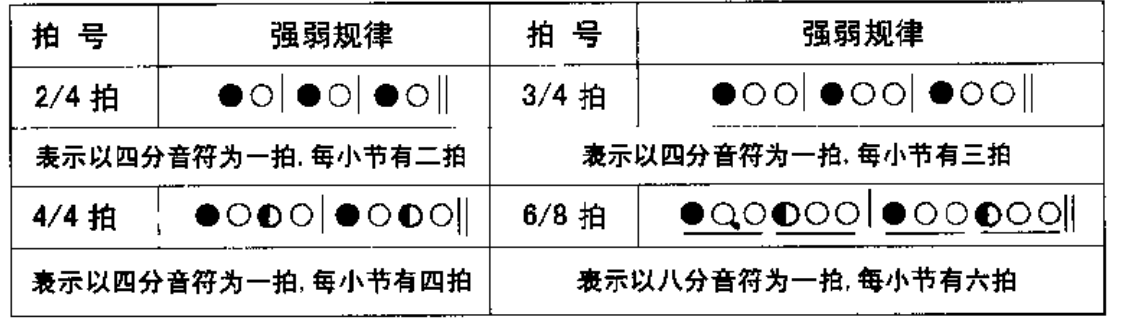 拍 号 强弱规律 拍 号 强弱规律
2/4 拍 ●○|●○|●○‖ 3/4 拍 ●○○|●○○|●○○‖
表示以四分音符为一拍,每小节有二拍 表示以四分音符为一拍,每小节有三拍
4/4 拍 ●○◐○|●○◐○‖ 6/8 拍 ●○○◐○○|●○○◐○○‖
表示以四分音符为一拍,每小节有四拍 表示以八分音符为一拍,每小节有六拍